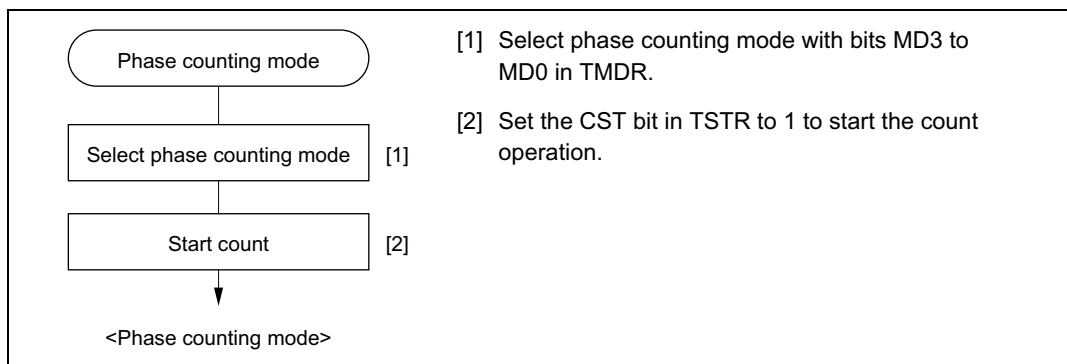 Phase counting mode
Select phase counting mode [1]
Start count [2]
<Phase counting mode>
[1] Select phase counting mode with bits MD3 to
MD0 in TMDR.
[2] Set the CST bit in TSTR to 1 to start the count
operation.